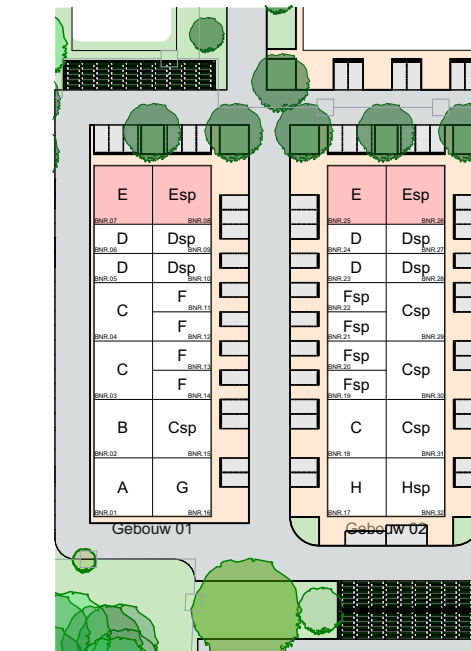 E Esp
BNR.07 BNR.08
D Dsp
BNR.06 BNR.09
D Dsp
BNR.05 BNR.10
C F
BNR.11
F
BNR.04 BNR.12
C F
BNR.13
F
BNR.03 BNR.14
B Csp
BNR.02 BNR.15
A G
BNR.01 BNR.16
Gebouw 01
E Esp
BNR.25 BNR.26
D Dsp
BNR.24 BNR.27
D Dsp
BNR.23 BNR.28
Fsp Csp
BNR.22
Fsp
BNR.21 BNR.29
Fsp Csp
BNR.20
Fsp
BNR.19 BNR.30
C Csp
BNR.18 BNR.31
H Hsp
BNR.17 BNR.32
Gebouw 02